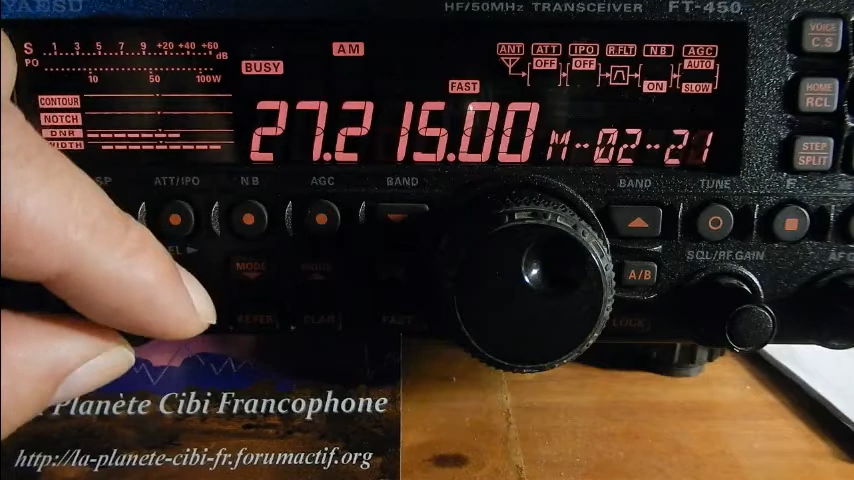 YAESU HF/50MHz TRANSCEIVER FT-450
S 1 3 5 7 9 +20 +40 +60 dB
PO 10 50 100W
BUSY AM FAST
ANT ATT IPO R.FLT NB AGC
OFF OFF ON AUTO SLOW
CONTOUR
NOTCH
DNR
WIDTH
27.215.00 M-02-21
VOICE C.S
HOME RCL
STEP SPLIT
DSP ATT/IPO NB AGC BAND BAND TUNE F
MODE MODE A/B SQL/RF GAIN
KEYER CLAR FAST LOCK
Planète Cibi Francophone
http://la-planete-cibi-fr.forumactif.org